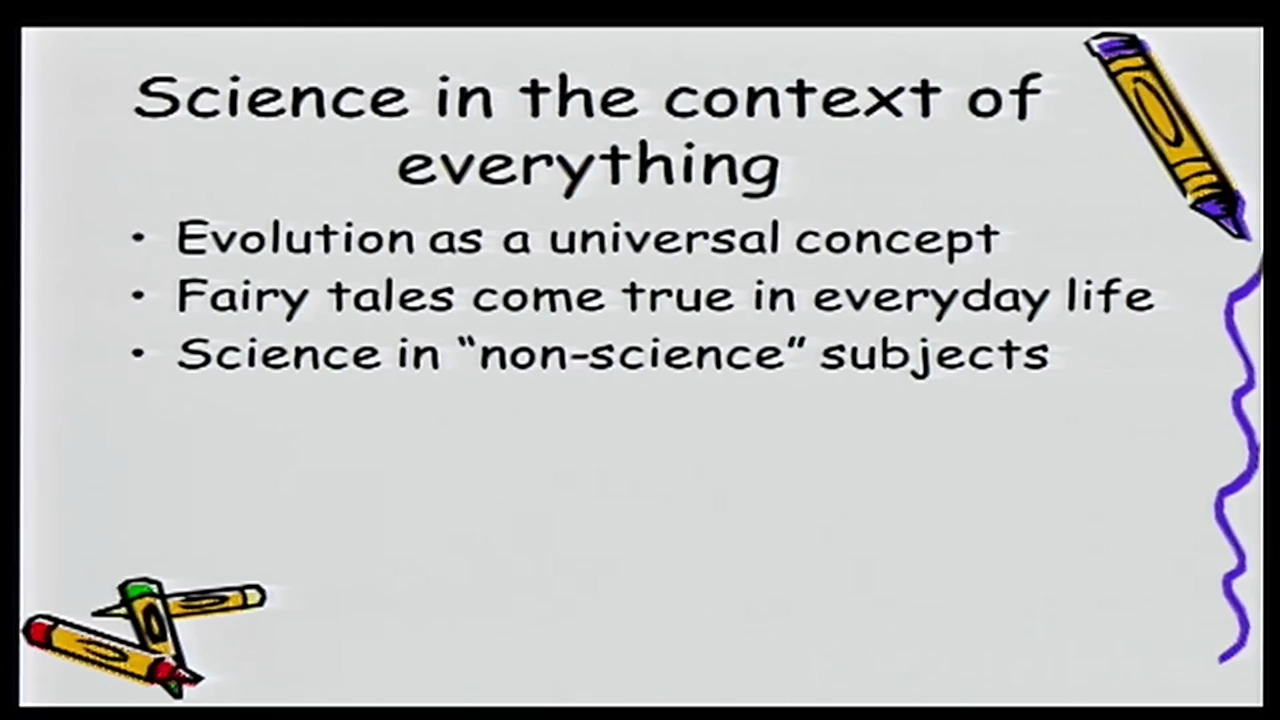 Science in the context of
everything
• Evolution as a universal concept
• Fairy tales come true in everyday life
• Science in “non-science” subjects